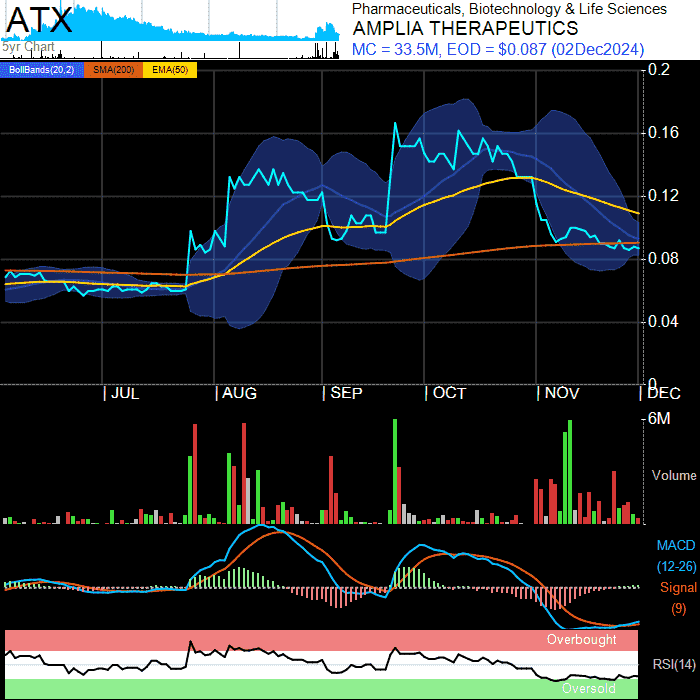 ATX
5yr Chart
Pharmaceuticals, Biotechnology & Life Sciences
AMPLIA THERAPEUTICS
MC = 33.5M, EOD = $0.087 (02Dec2024)
BollBands(20,2) SMA(200) EMA(50)
0.2
0.16
0.12
0.08
0.04
0
JUL AUG SEP OCT NOV DEC
6M
Volume
MACD
(12-26)
Signal
(9)
Overbought
RSI(14)
Oversold